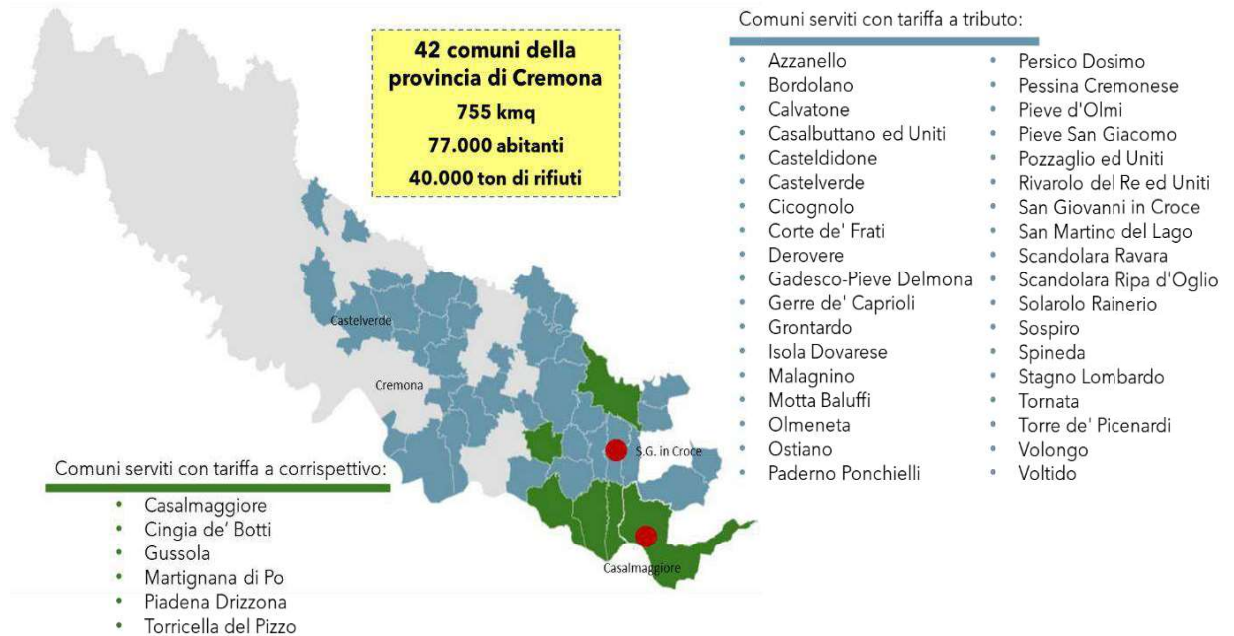 42 comuni della
provincia di Cremona
755 kmq
77.000 abitanti
40.000 ton di rifiuti
Castelverde
Cremona
S.G. in Croce
Casalmaggiore
Comuni serviti con tariffa a corrispettivo:
• Casalmaggiore
• Cingia de' Botti
• Gussola
• Martignana di Po
• Piadena Drizzona
• Torricella del Pizzo
Comuni serviti con tariffa a tributo:
• Azzanello
• Bordolano
• Calvatone
• Casalbuttano ed Uniti
• Casteldidone
• Castelverde
• Cicognolo
• Corte de' Frati
• Derovere
• Gadesco-Pieve Delmona
• Gerre de' Caprioli
• Grontardo
• Isola Dovarese
• Malagnino
• Motta Baluffi
• Olmeneta
• Ostiano
• Paderno Ponchielli
• Persico Dosimo
• Pessina Cremonese
• Pieve d'Olmi
• Pieve San Giacomo
• Pozzaglio ed Uniti
• Rivarolo del Re ed Uniti
• San Giovanni in Croce
• San Martino del Lago
• Scandolara Ravara
• Scandolara Ripa d'Oglio
• Solarolo Rainerio
• Sospiro
• Spineda
• Stagno Lombardo
• Tornata
• Torre de' Picenardi
• Volongo
• Voltido